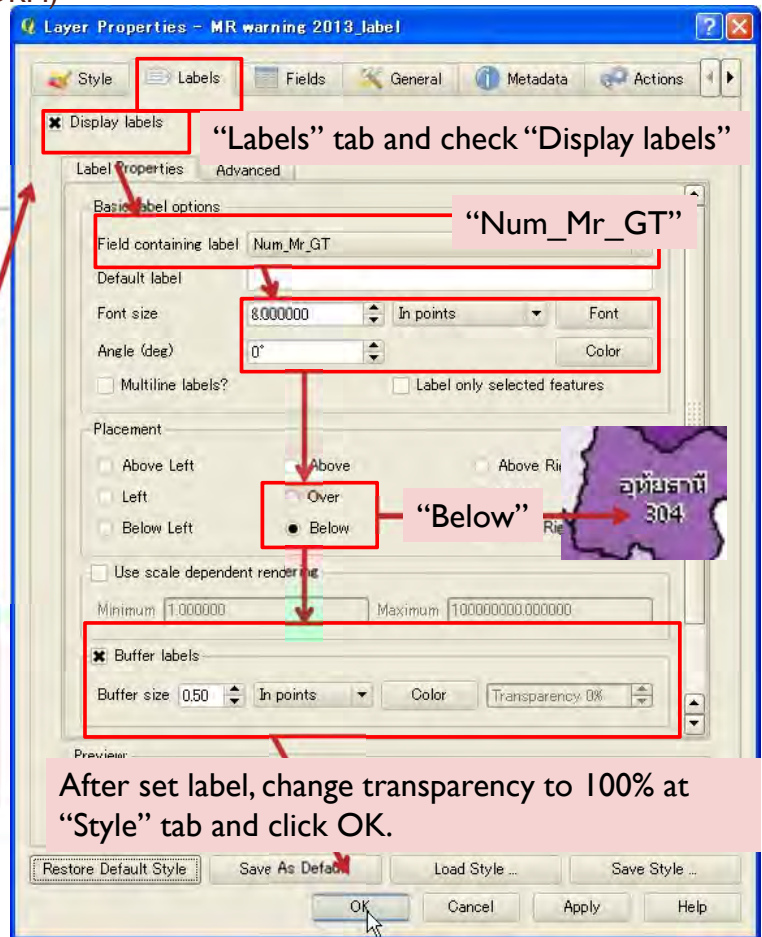 Layer Properties - MR warning 2013_label
Style Labels Fields General Metadata Actions
Display labels
“Labels” tab and check “Display labels”
Label Properties Advanced
Basic label options
“Num_Mr_GT”
Field containing label Num_Mr_GT
Default label
Font size 8.000000 In points Font
Angle (deg) 0° Color
Multiline labels? Label only selected features
Placement
Above Left Above Above
Left Over
อุทัยธานี
304
“Below”
Below Left Below
Use scale dependent rendering
Minimum 1.000000 Maximum 100000000.000000
Buffer labels
Buffer size 0.50 In points Color Transparency 0%
Preview
After set label, change transparency to 100% at
“Style” tab and click OK.
Restore Default Style Save As Default Load Style ... Save Style ...
OK Cancel Apply Help